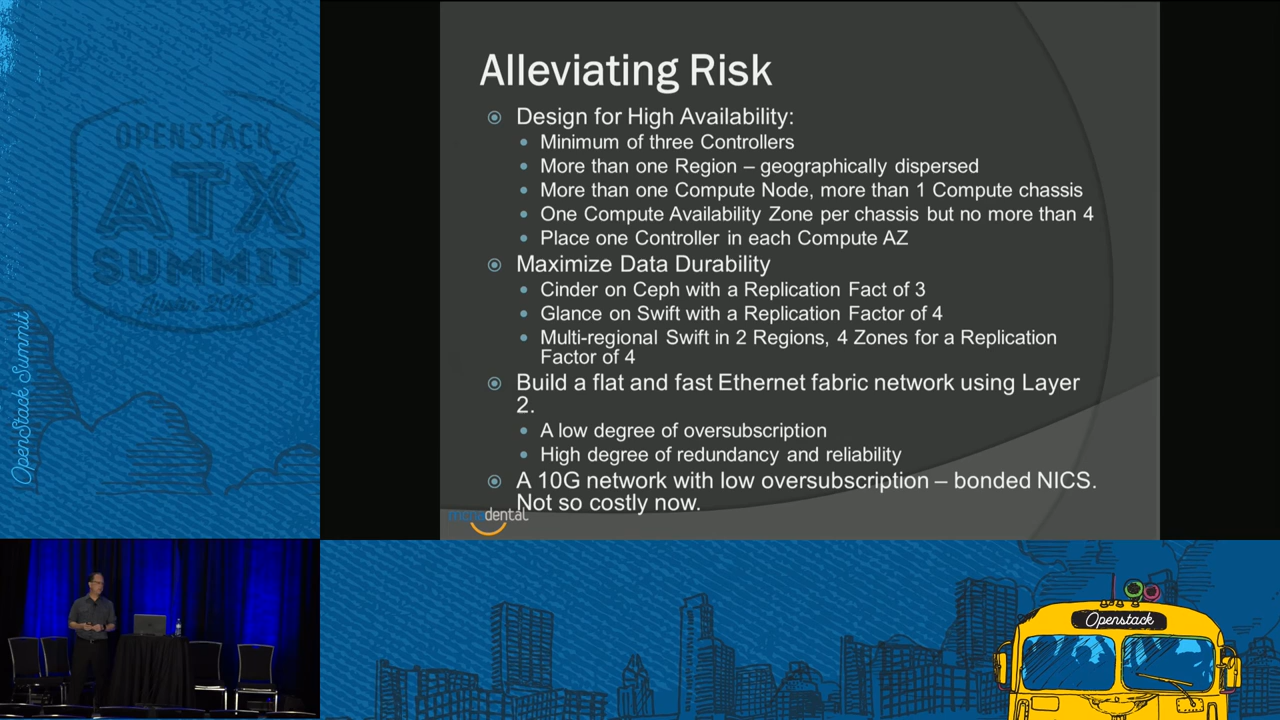 OPENSTACK
ATX
SUMMIT
OpenStack Summit
Alleviating Risk
Design for High Availability:
Minimum of three Controllers
More than one Region – geographically dispersed
More than one Compute Node, more than 1 Compute chassis
One Compute Availability Zone per chassis but no more than 4
Place one Controller in each Compute AZ
Maximize Data Durability
Cinder on Ceph with a Replication Fact of 3
Glance on Swift with a Replication Factor of 4
Multi-regional Swift in 2 Regions, 4 Zones for a Replication
Factor of 4
Build a flat and fast Ethernet fabric network using Layer
2.
A low degree of oversubscription
High degree of redundancy and reliability
A 10G network with low oversubscription – bonded NICS.
Not so costly now.
mcnadental
Openstack